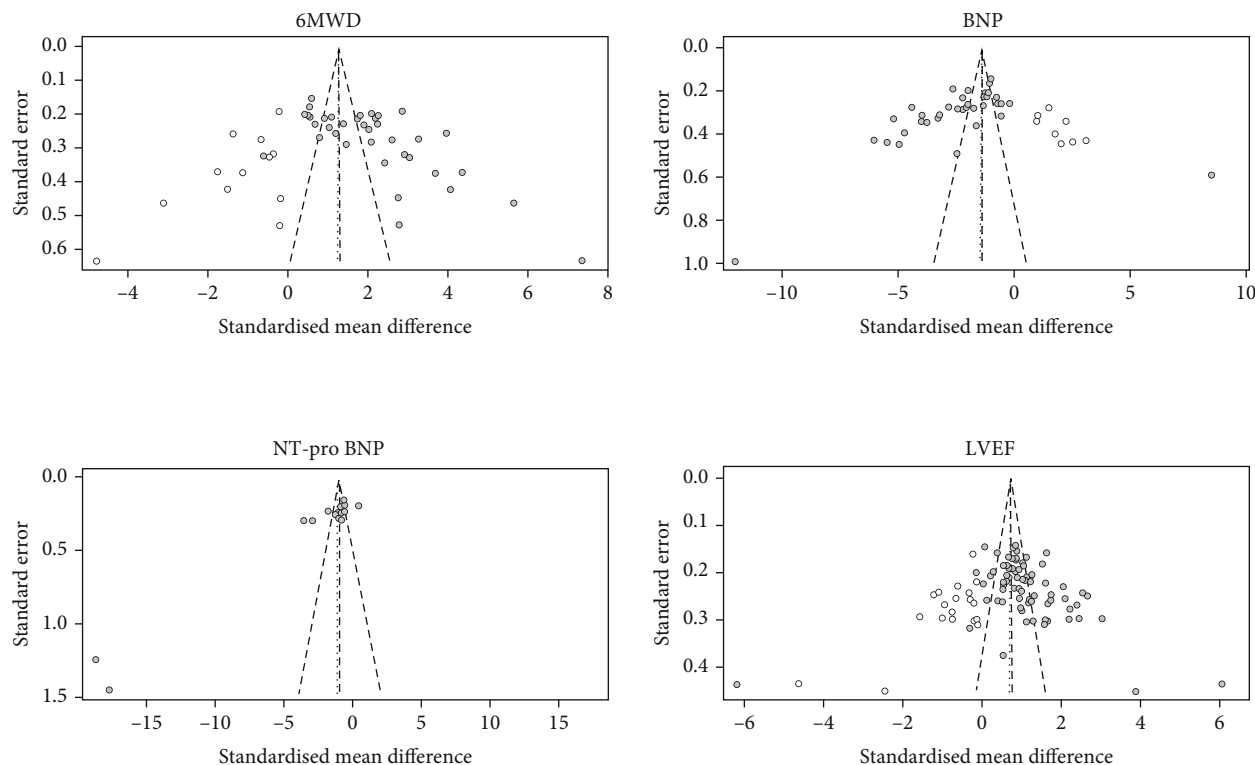 6MWD
Standard error
0.0
0.1
0.2
0.3
0.4
0.5
0.6
−4 −2 0 2 4 6 8
Standardised mean difference
BNP
Standard error
0.0
0.2
0.4
0.6
0.8
1.0
−10 −5 0 5 10
Standardised mean difference
NT-pro BNP
Standard error
0.0
0.5
1.0
1.5
−15 −10 −5 0 5 10 15
Standardised mean difference
LVEF
Standard error
0.0
0.1
0.2
0.3
0.4
−6 −4 −2 0 2 4 6
Standardised mean difference